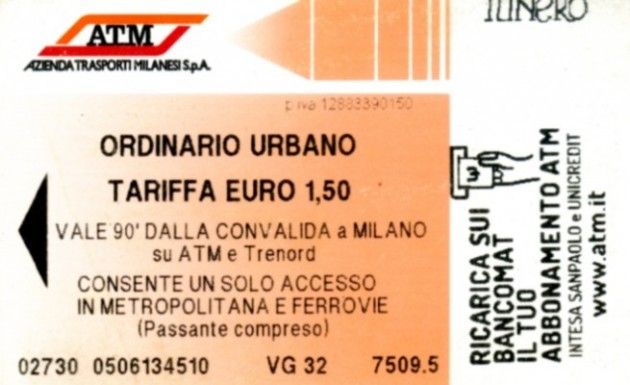 ATM
AZIENDA TRASPORTI MILANESI S.p.A.
p.iva 12883390150
ORDINARIO URBANO
TARIFFA EURO 1,50
VALE 90' DALLA CONVALIDA a MILANO
su ATM e Trenord
CONSENTE UN SOLO ACCESSO
IN METROPOLITANA E FERROVIE
(Passante compreso)
02730 0506134510 VG 32 7509.5
RICARICA SUI
BANCOMAT
IL TUO
ABBONAMENTO ATM
INTESA SANPAOLO e UNICREDIT
www.atm.it